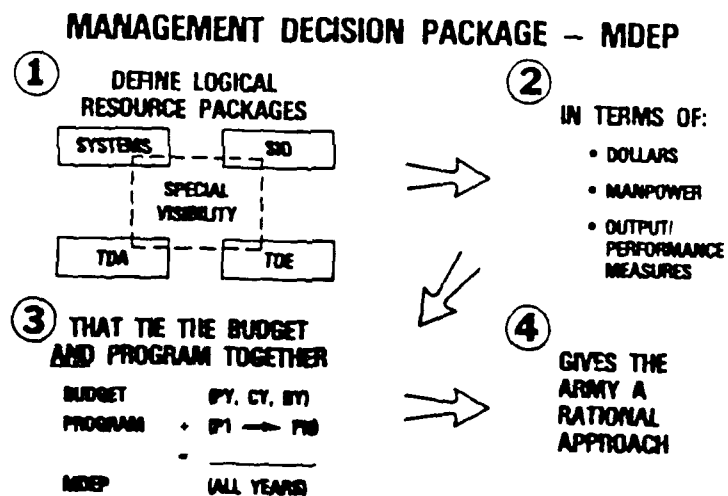 MANAGEMENT DECISION PACKAGE – MDEP
1
DEFINE LOGICAL
RESOURCE PACKAGES
SYSTEMS
SPECIAL
VISIBILITY
TDA
TOE
2
IN TERMS OF:
• DOLLARS
• MANPOWER
• OUTPUT/
PERFORMANCE
MEASURES
3
THAT TIE THE BUDGET
AND PROGRAM TOGETHER
BUDGET (PY, CY, BY)
PROGRAM +
MDEP (ALL YEARS)
4
GIVES THE
ARMY A
RATIONAL
APPROACH